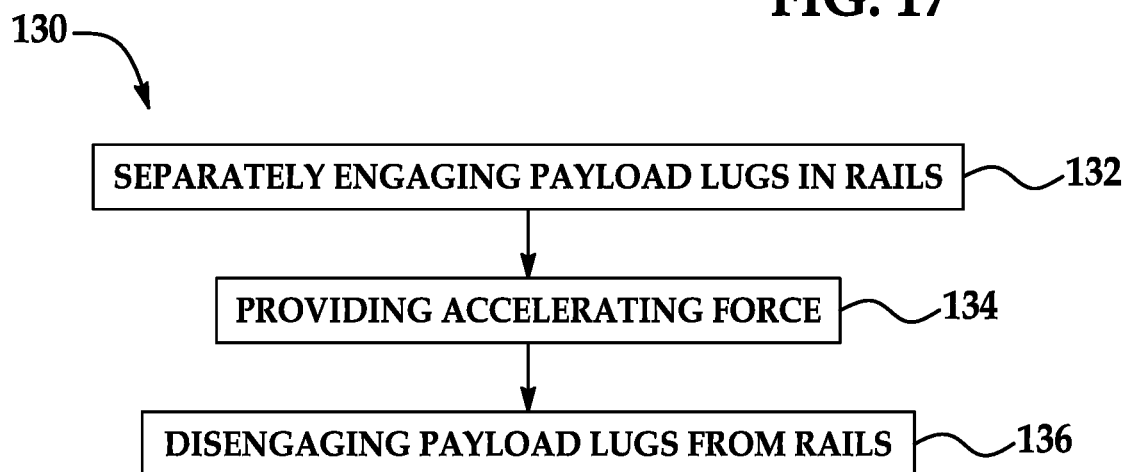 FIG. 17
130
SEPARATELY ENGAGING PAYLOAD LUGS IN RAILS
132
PROVIDING ACCELERATING FORCE
134
DISENGAGING PAYLOAD LUGS FROM RAILS
136